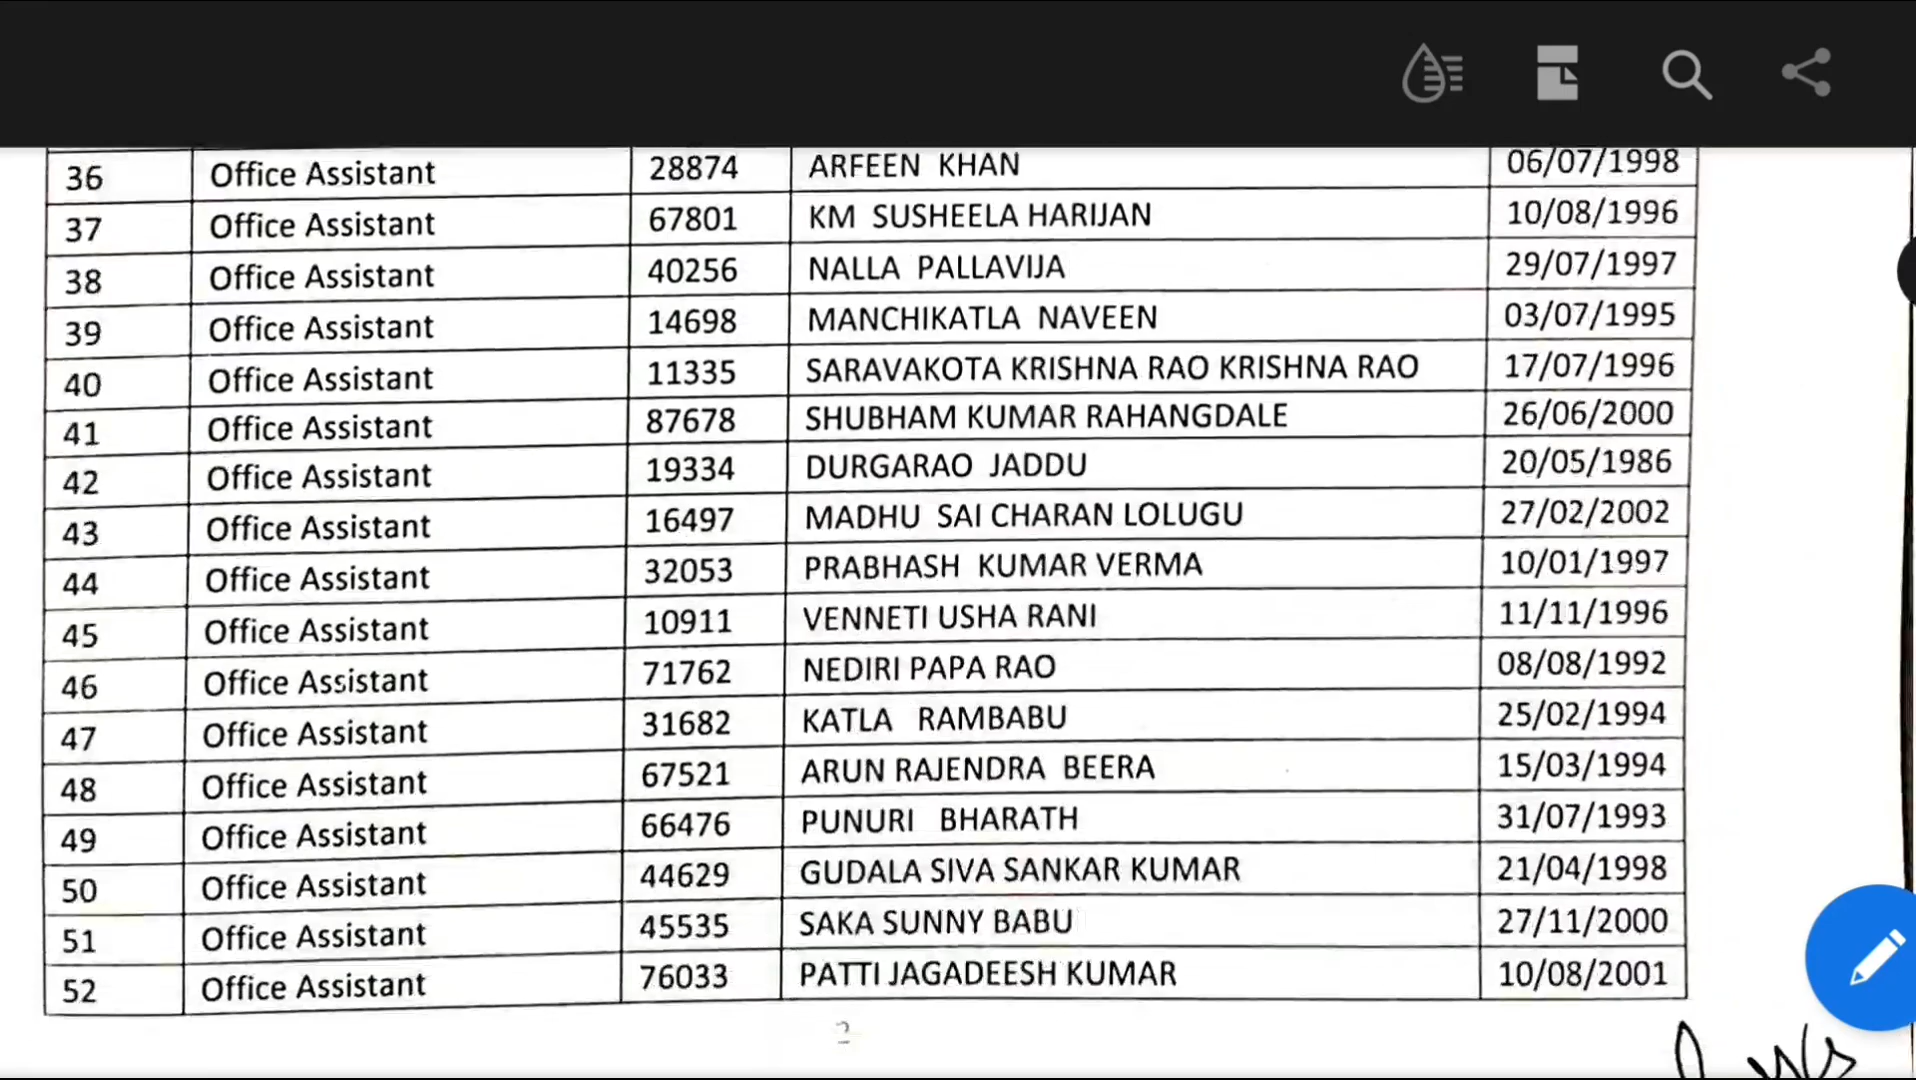 36 Office Assistant 28874 ARFEEN KHAN 06/07/1998
37 Office Assistant 67801 KM SUSHEELA HARIJAN 10/08/1996
38 Office Assistant 40256 NALLA PALLAVIJA 29/07/1997
39 Office Assistant 14698 MANCHIKATLA NAVEEN 03/07/1995
40 Office Assistant 11335 SARAVAKOTA KRISHNA RAO KRISHNA RAO 17/07/1996
41 Office Assistant 87678 SHUBHAM KUMAR RAHANGDALE 26/06/2000
42 Office Assistant 19334 DURGARAO JADDU 20/05/1986
43 Office Assistant 16497 MADHU SAI CHARAN LOLUGU 27/02/2002
44 Office Assistant 32053 PRABHASH KUMAR VERMA 10/01/1997
45 Office Assistant 10911 VENNETI USHA RANI 11/11/1996
46 Office Assistant 71762 NEDIRI PAPA RAO 08/08/1992
47 Office Assistant 31682 KATLA RAMBABU 25/02/1994
48 Office Assistant 67521 ARUN RAJENDRA BEERA 15/03/1994
49 Office Assistant 66476 PUNURI BHARATH 31/07/1993
50 Office Assistant 44629 GUDALA SIVA SANKAR KUMAR 21/04/1998
51 Office Assistant 45535 SAKA SUNNY BABU 27/11/2000
52 Office Assistant 76033 PATTI JAGADEESH KUMAR 10/08/2001
2